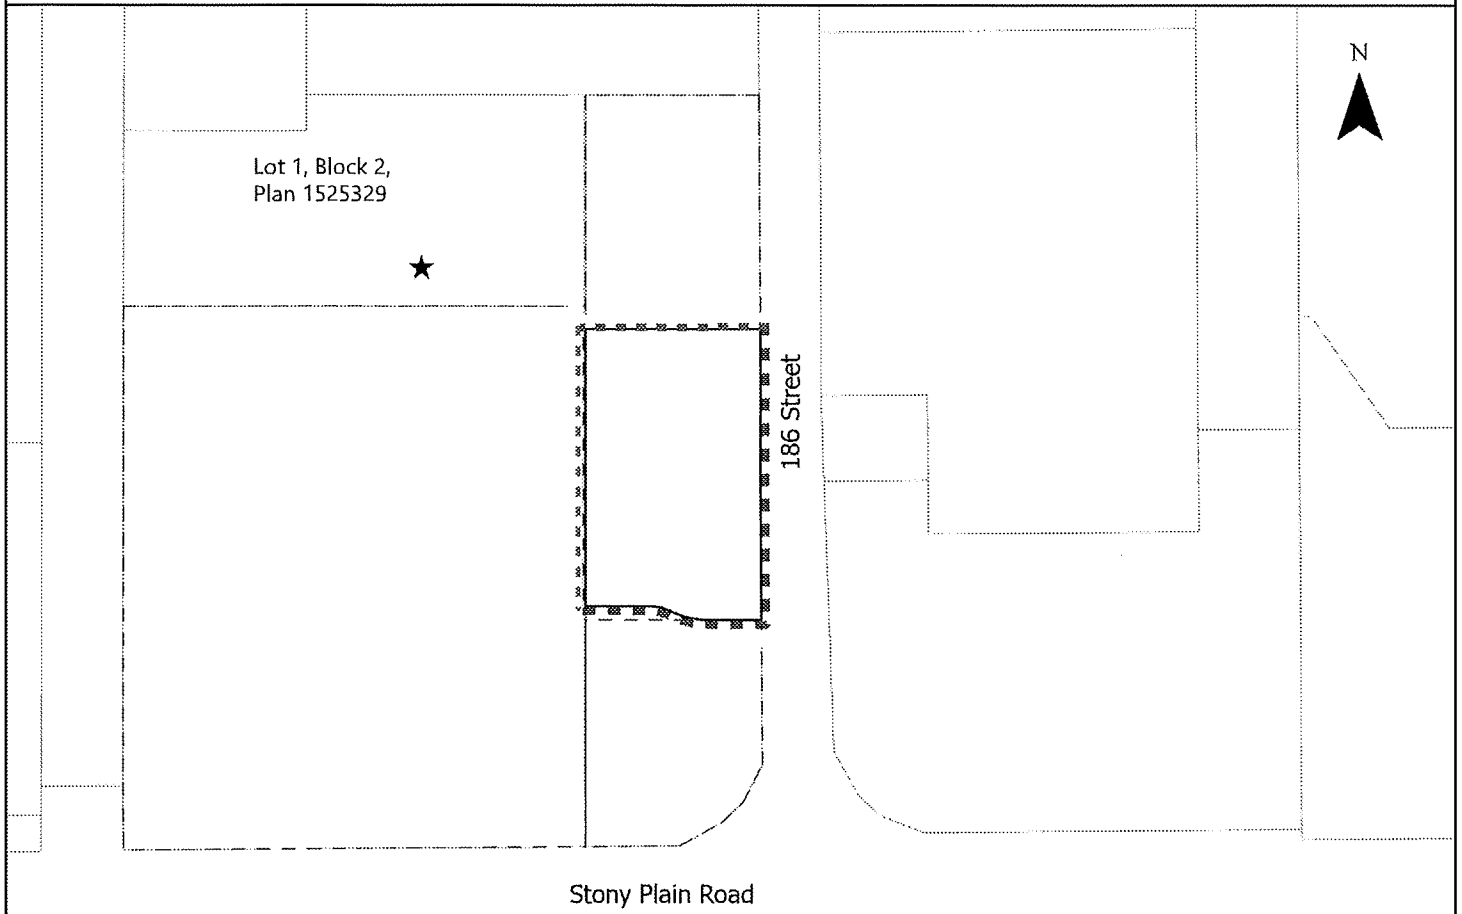 N
Lot 1, Block 2,
Plan 1525329
186 Street
Stony Plain Road